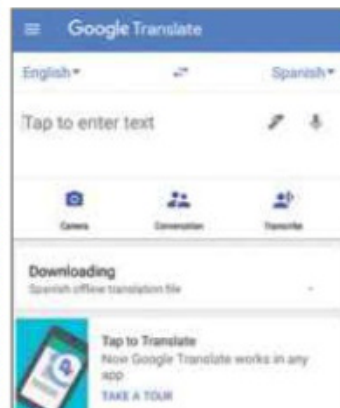 Google Translate
English Spanish
Tap to enter text
Camera Conversation Transcribe
Downloading
Spanish offline translation file
Tap to Translate
Now Google Translate works in any
app
TAKE A TOUR